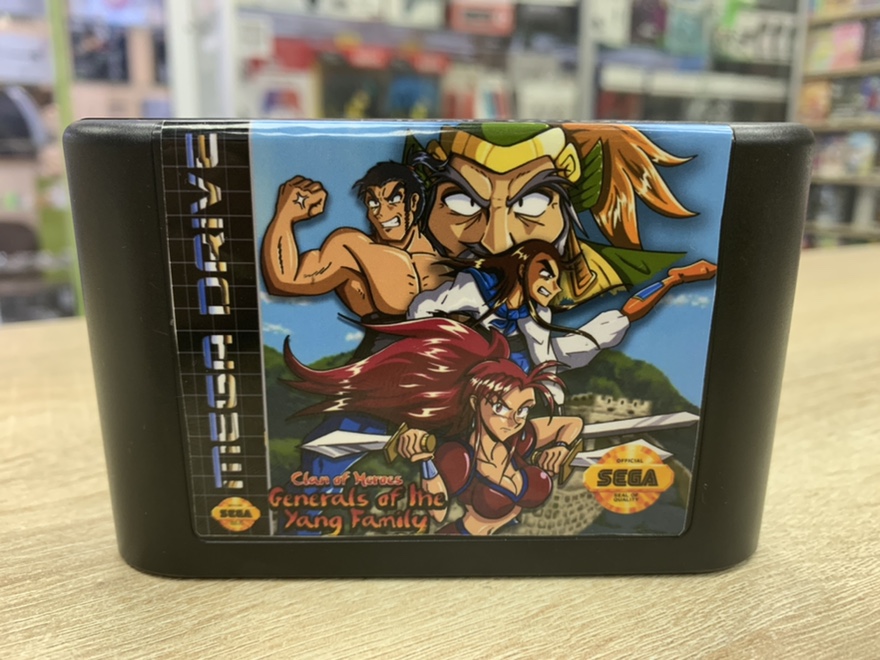 MEGA DRIVE
SEGA
Clan of Heroes
Generals of the
Yang Family
OFFICIAL
SEGA
SEAL OF
QUALITY